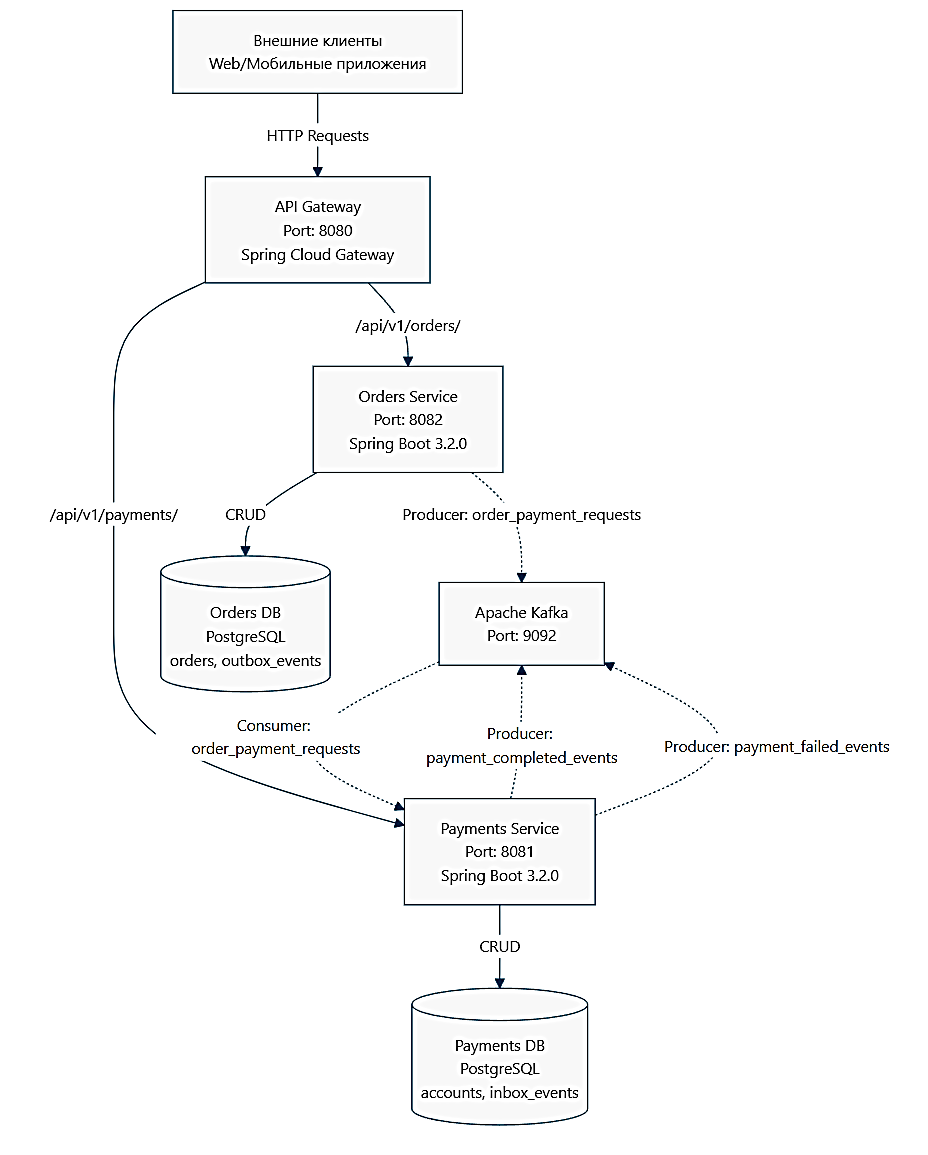 Внешние клиенты
Web/Мобильные приложения
HTTP Requests
API Gateway
Port: 8080
Spring Cloud Gateway
/api/v1/orders/
Orders Service
Port: 8082
Spring Boot 3.2.0
/api/v1/payments/
CRUD
Producer: order_payment_requests
Orders DB
PostgreSQL
orders, outbox_events
Apache Kafka
Port: 9092
Consumer:
order_payment_requests
Producer:
payment_completed_events
Producer: payment_failed_events
Payments Service
Port: 8081
Spring Boot 3.2.0
CRUD
Payments DB
PostgreSQL
accounts, inbox_events